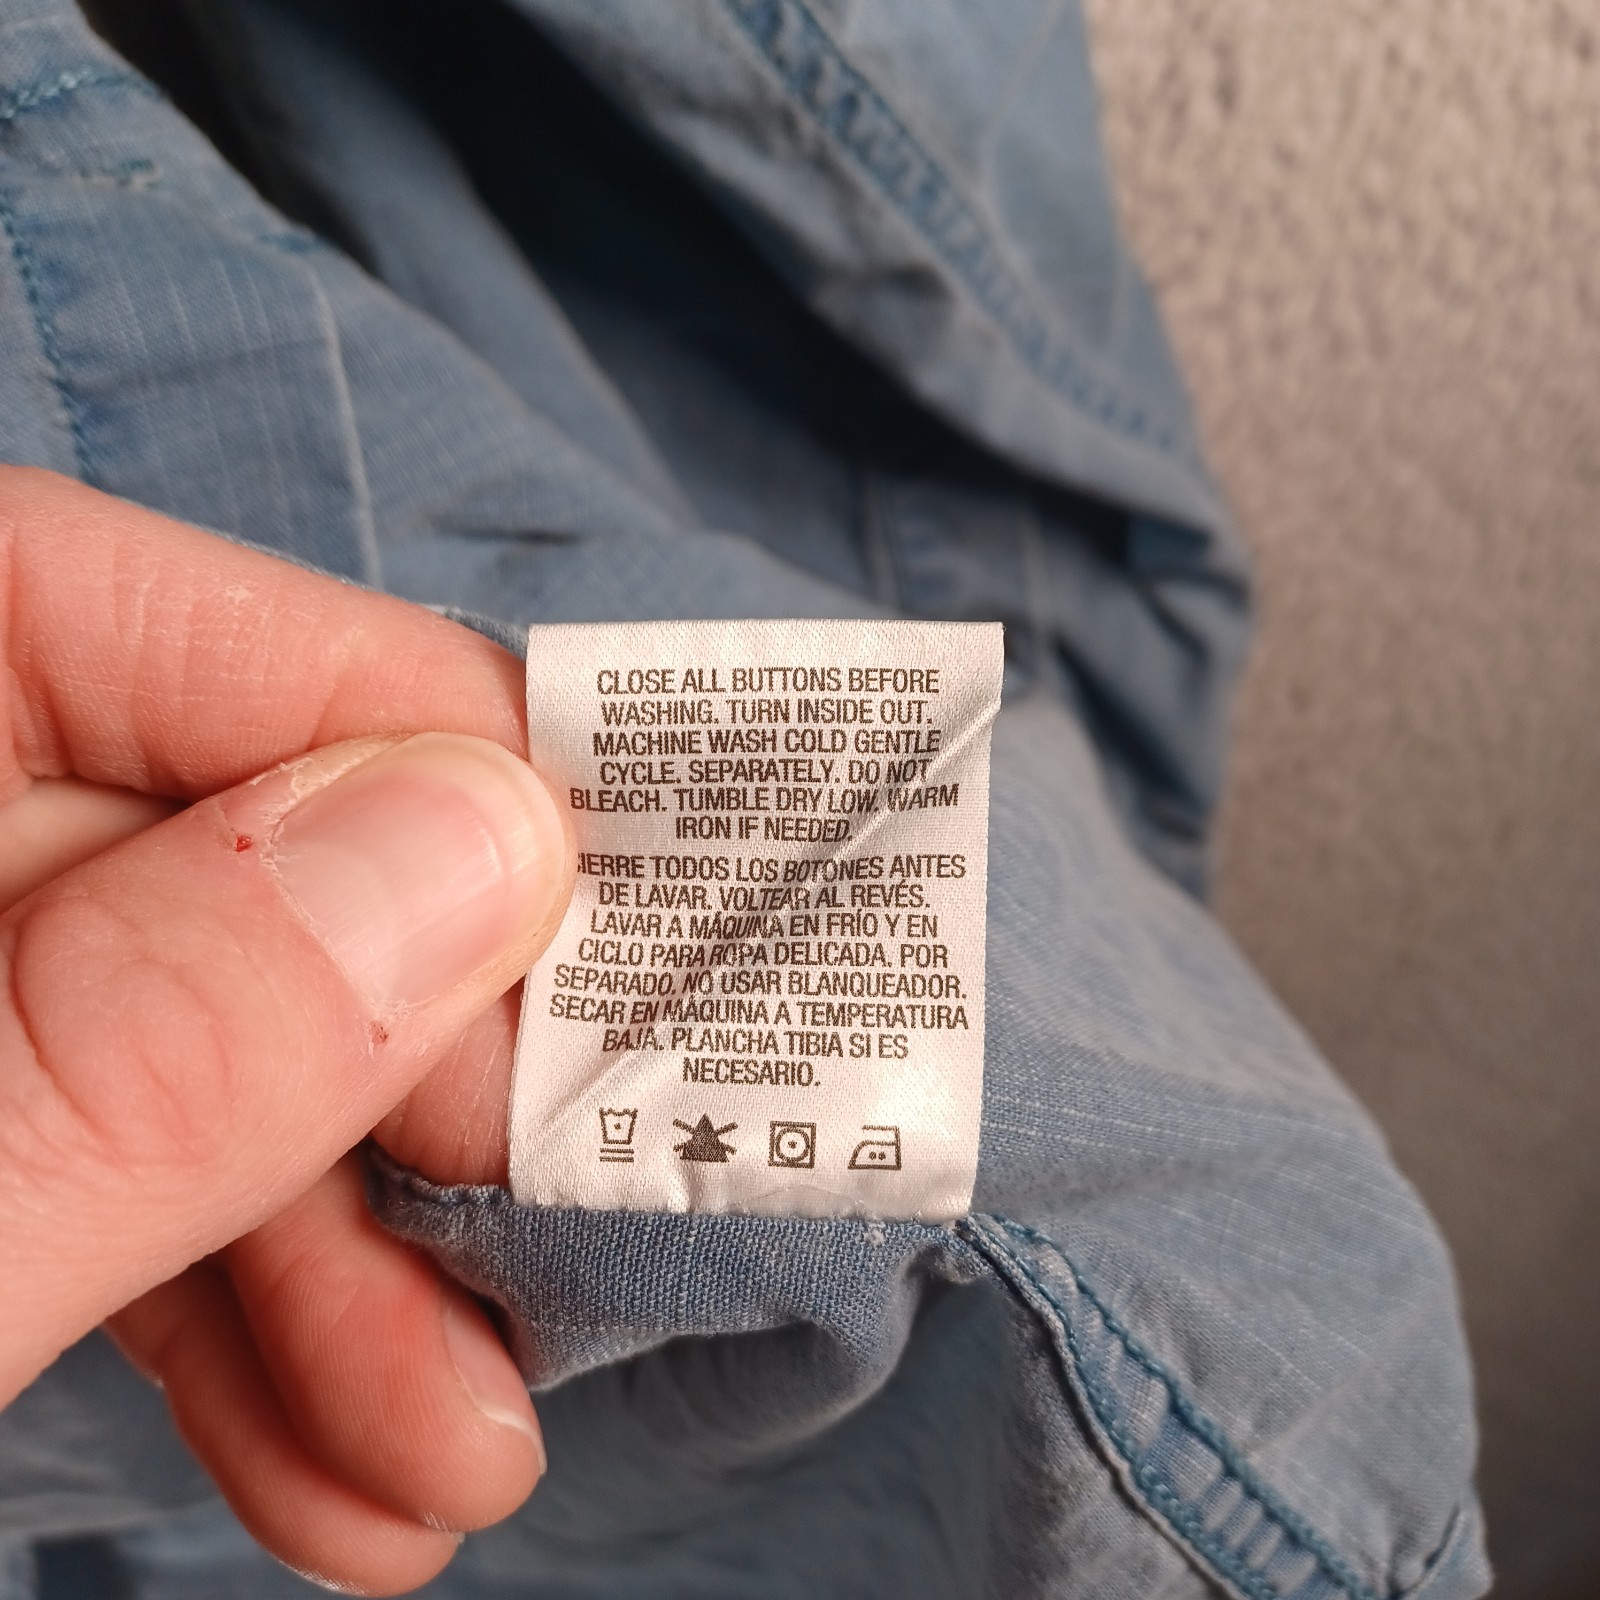 CLOSE ALL BUTTONS BEFORE
WASHING. TURN INSIDE OUT.
MACHINE WASH COLD GENTLE
CYCLE. SEPARATELY. DO NOT
BLEACH. TUMBLE DRY LOW. WARM
IRON IF NEEDED.
CIERRE TODOS LOS BOTONES ANTES
DE LAVAR. VOLTEAR AL REVÉS.
LAVAR A MÁQUINA EN FRÍO Y EN
CICLO PARA ROPA DELICADA. POR
SEPARADO. NO USAR BLANQUEADOR.
SECAR EN MÁQUINA A TEMPERATURA
BAJA. PLANCHA TIBIA SI ES
NECESARIO.